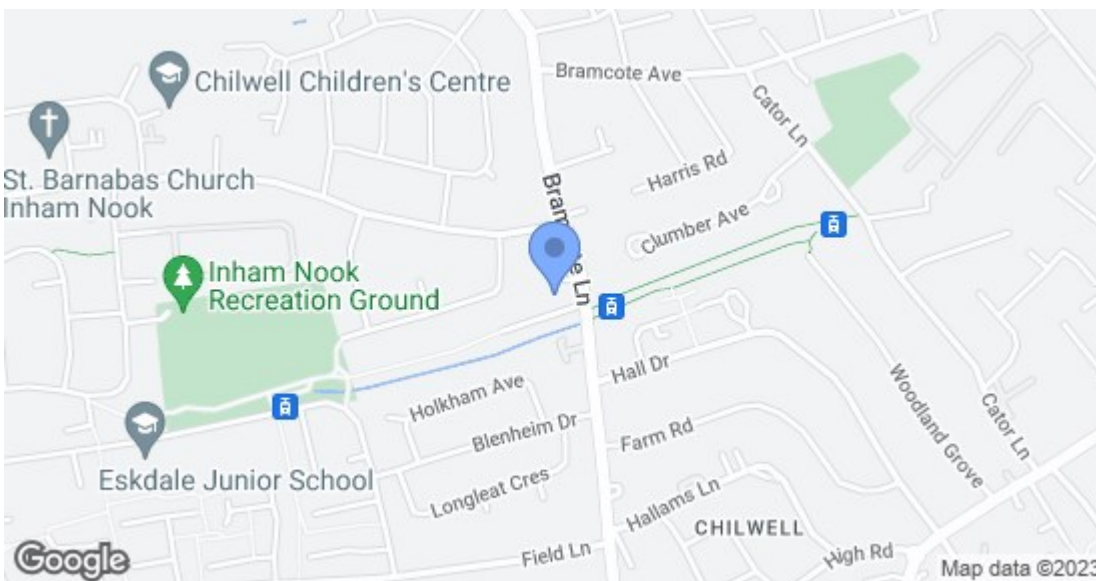 Chilwell Children's Centre
St. Barnabas Church
Inham Nook
Inham Nook
Recreation Ground
Eskdale Junior School
Bramcote Ave
Cator Ln
Harris Rd
Clumber Ave
Hall Dr
Holkham Ave
Blenheim Dr
Farm Rd
Longleat Cres
Hallams Ln
Woodland Grove
Cator Ln
CHILWELL
Field Ln
High Rd
Google
Map data ©2023